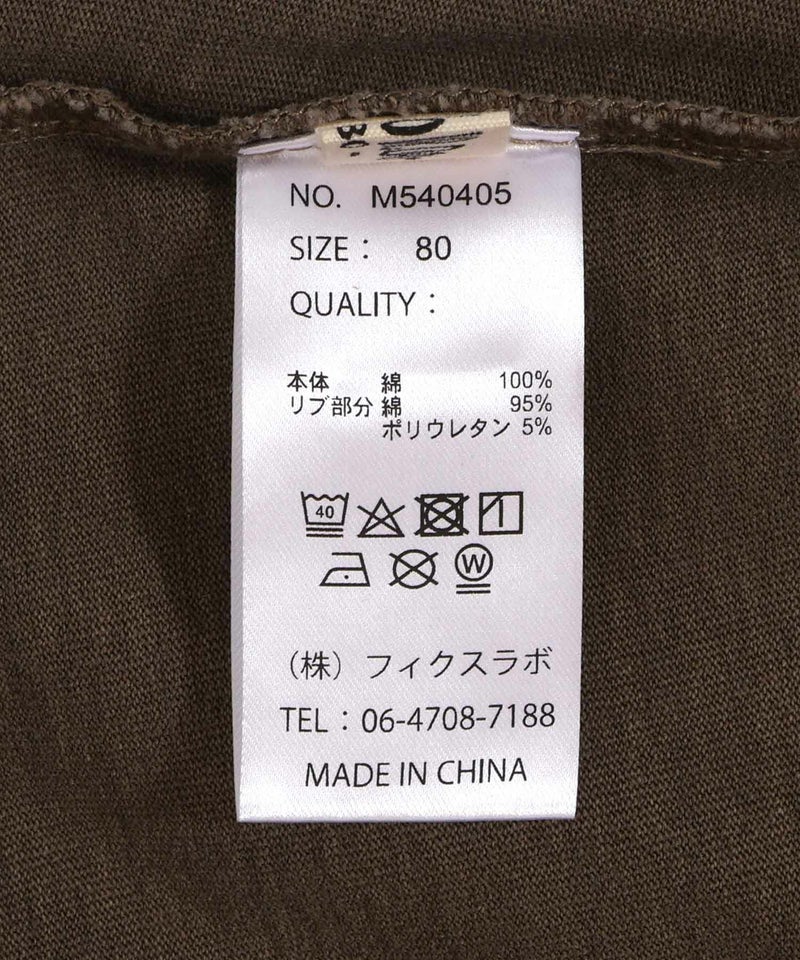 NO. M540405
SIZE： 80
QUALITY：
本体 綿 100%
リブ部分 綿 95%
ポリウレタン 5%
40
W
（株）フィクスラボ
TEL：06-4708-7188
MADE IN CHINA